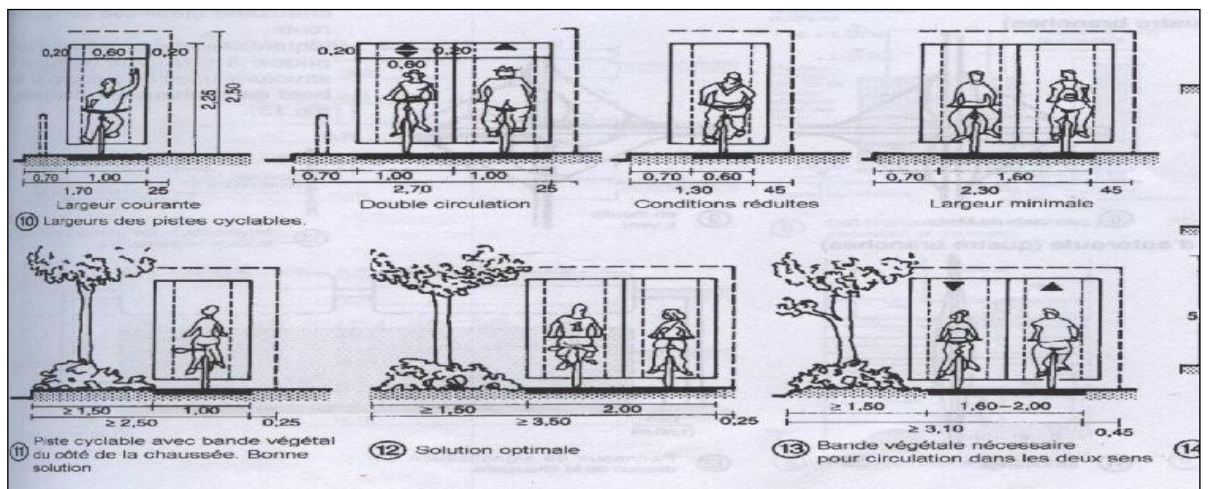 0,20 0,60 0,20
2,25
2,50
0,70 1,00
1.70 25
Largeur courante
0,20 0,20
0,60
0,70 1,00 1,00
2,70 25
Double circulation
0,70 0.60
1,30 45
Conditions réduites
0,70 1,60
2.30 45
Largeur minimale
10 Largeurs des pistes cyclables.
≥ 1,50 1,00
≥ 2,50 0,25
11 Piste cyclable avec bande végétal
du côté de la chaussée. Bonne
solution
≥ 1,50 2,00
≥ 3,50 0,25
12 Solution optimale
≥ 1,50 1,60–2,00
≥ 3,10 0,45
13 Bande végétale nécessaire
pour circulation dans les deux sens
14
5
d'autoroute (quatre branches)